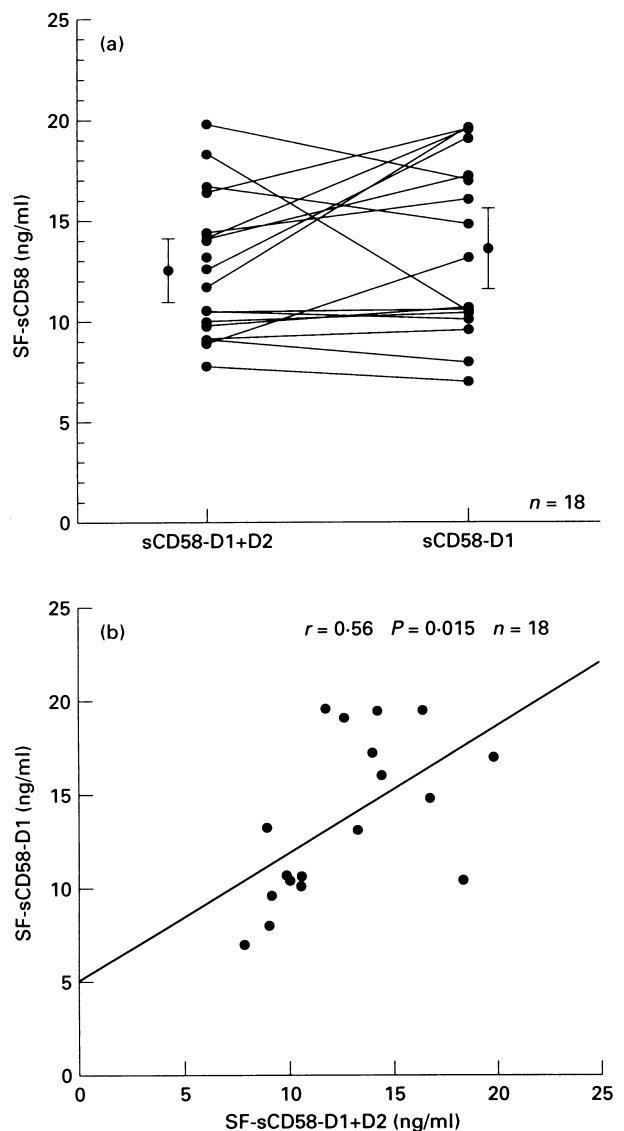 25
(a)
20
15
10
5
0
SF-sCD58 (ng/ml)
n = 18
sCD58-D1+D2 sCD58-D1
25
(b) r = 0·56 P = 0·015 n = 18
20
15
10
5
0
SF-sCD58-D1 (ng/ml)
0 5 10 15 20 25
SF-sCD58-D1+D2 (ng/ml)